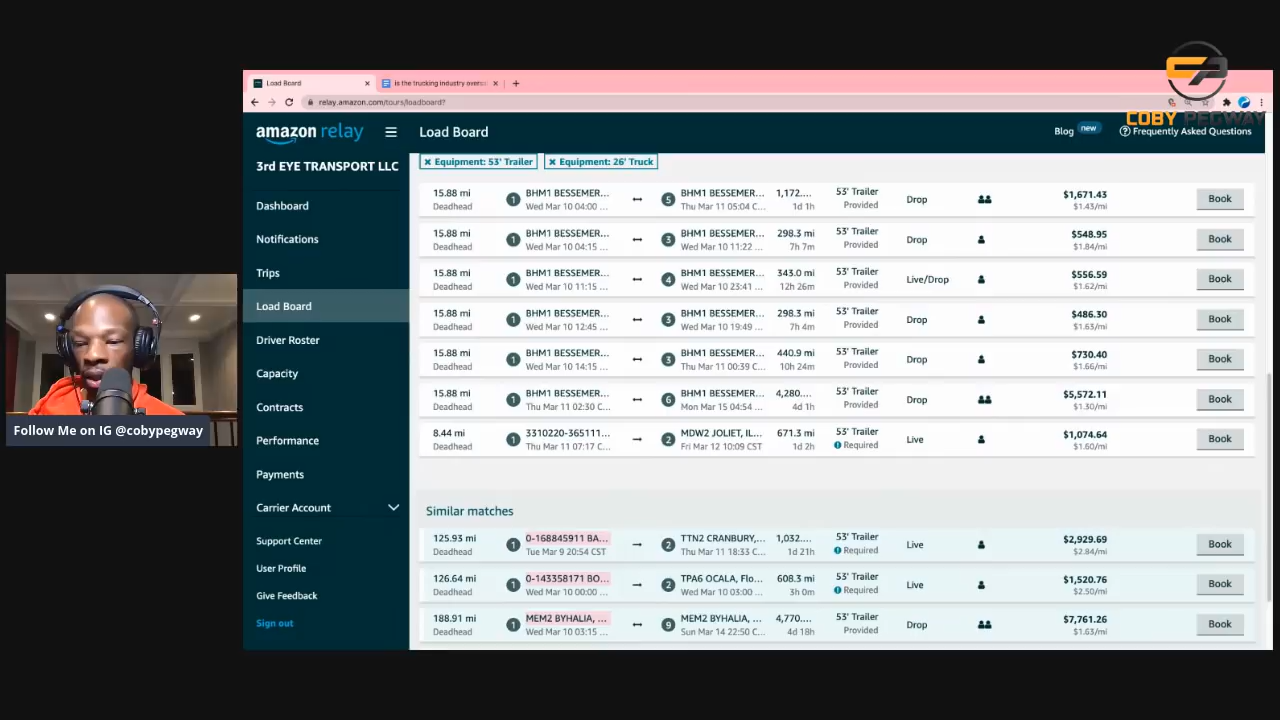 COBY PEGWAY
Load Board
is the trucking industry overs
relay.amazon.com/tours/loadboard?
amazon relay
Load Board
Blog new
Frequently Asked Questions
3rd EYE TRANSPORT LLC
Dashboard
Notifications
Trips
Load Board
Driver Roster
Capacity
Contracts
Performance
Payments
Carrier Account
Support Center
User Profile
Give Feedback
Sign out
Follow Me on IG @cobypegway
Equipment: 53' Trailer Equipment: 26' Truck
15.88 mi 1 BHM1 BESSEMER... 5 BHM1 BESSEMER... 1,172.... 53' Trailer Drop $1,671.43 Book
Deadhead Wed Mar 10 04:00 ... Thu Mar 11 05:04 C... 1d 1h Provided $1.43/mi
15.88 mi 1 BHM1 BESSEMER... 3 BHM1 BESSEMER... 298.3 mi 53' Trailer Drop $548.95 Book
Deadhead Wed Mar 10 04:15 ... Wed Mar 10 11:22 ... 7h 7m Provided $1.84/mi
15.88 mi 1 BHM1 BESSEMER... 4 BHM1 BESSEMER... 343.0 mi 53' Trailer Live/Drop $556.59 Book
Deadhead Wed Mar 10 11:15 ... Wed Mar 10 23:41 ... 12h 26m Provided $1.62/mi
15.88 mi 1 BHM1 BESSEMER... 3 BHM1 BESSEMER... 298.3 mi 53' Trailer Drop $486.30 Book
Deadhead Wed Mar 10 12:45 ... Wed Mar 10 19:49 ... 7h 4m Provided $1.63/mi
15.88 mi 1 BHM1 BESSEMER... 3 BHM1 BESSEMER... 440.9 mi 53' Trailer Drop $730.40 Book
Deadhead Wed Mar 10 14:15 ... Thu Mar 11 00:39 C... 10h 24m Provided $1.66/mi
15.88 mi 1 BHM1 BESSEMER... 6 BHM1 BESSEMER... 4,280.... 53' Trailer Drop $5,572.11 Book
Deadhead Thu Mar 11 02:30 C... Mon Mar 15 04:54 ... 4d 1h Provided $1.30/mi
8.44 mi 1 3310220-365111... 2 MDW2 JOLIET, IL... 671.3 mi 53' Trailer Live $1,074.64 Book
Deadhead Thu Mar 11 07:17 C... Fri Mar 12 10:09 CST 1d 2h Required $1.60/mi
Similar matches
125.93 mi 1 0-168845911 BA... 2 TTN2 CRANBURY,... 1,032.... 53' Trailer Live $2,929.69 Book
Deadhead Tue Mar 9 20:54 CST Thu Mar 11 18:33 C... 1d 21h Required $2.84/mi
126.64 mi 1 0-143358171 BO... 2 TPA6 OCALA, Flo... 608.3 mi 53' Trailer Live $1,520.76 Book
Deadhead Wed Mar 10 00:00 ... Wed Mar 10 03:00 ... 3h 0m Required $2.50/mi
188.91 mi 1 MEM2 BYHALIA, ... 9 MEM2 BYHALIA, ... 4,770.... 53' Trailer Drop $7,761.26 Book
Deadhead Wed Mar 10 03:15 ... Sun Mar 14 22:50 C... 4d 18h Provided $1.63/mi